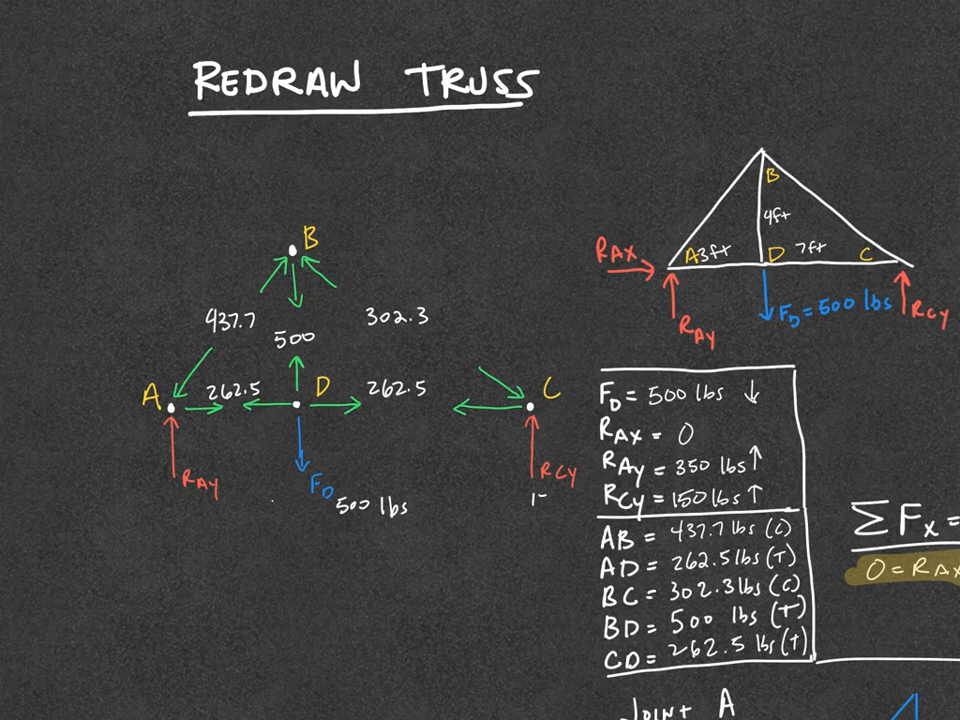 REDRAW TRUSS
B
437.7
302.3
500
A
262.5
D
262.5
C
RAY
FD
500 lbs
RCY
B
4ft
RAX
A 3ft
D
7ft
C
FD = 500 lbs
RAY
RCY
FD = 500 lbs ↓
RAX = 0
RAY = 350 lbs ↑
RCY = 150 lbs ↑
AB = 437.7 lbs (C)
AD = 262.5 lbs (T)
BC = 302.3 lbs (C)
BD = 500 lbs (T)
CD = 262.5 lbs (T)
ΣFx =
0 = RAX
JOINT A